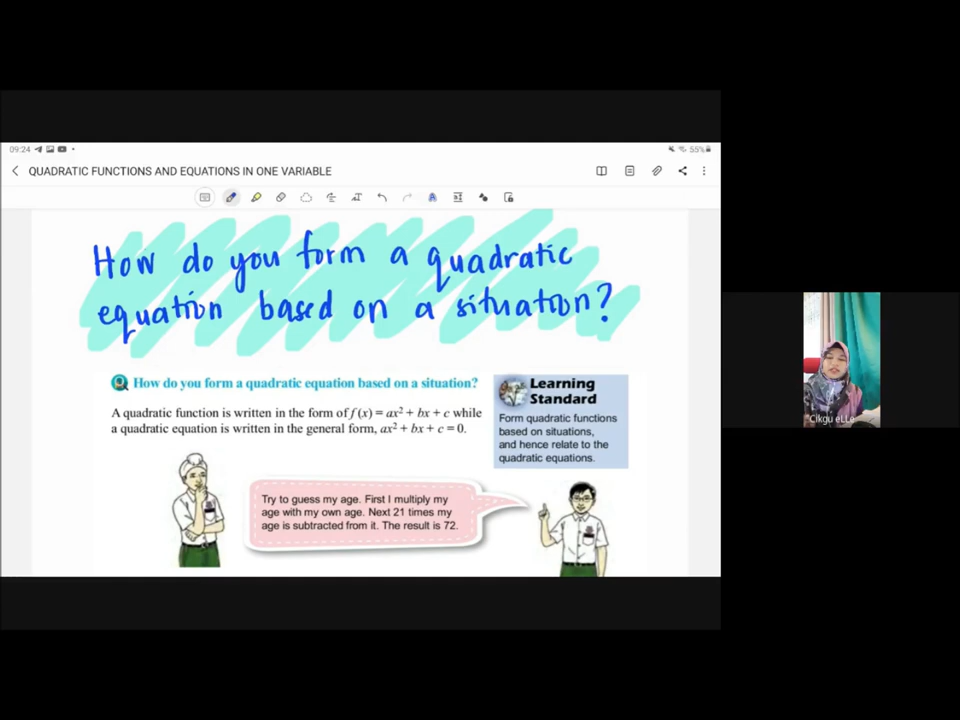 09:24
55%
QUADRATIC FUNCTIONS AND EQUATIONS IN ONE VARIABLE
How do you form a quadratic
equation based on a situation?
How do you form a quadratic equation based on a situation?
A quadratic function is written in the form of f(x) = ax² + bx + c while
a quadratic equation is written in the general form, ax² + bx + c = 0.
Learning
Standard
Form quadratic functions
based on situations,
and hence relate to the
quadratic equations.
Try to guess my age. First I multiply my
age with my own age. Next 21 times my
age is subtracted from it. The result is 72.
Cikgu eLLe